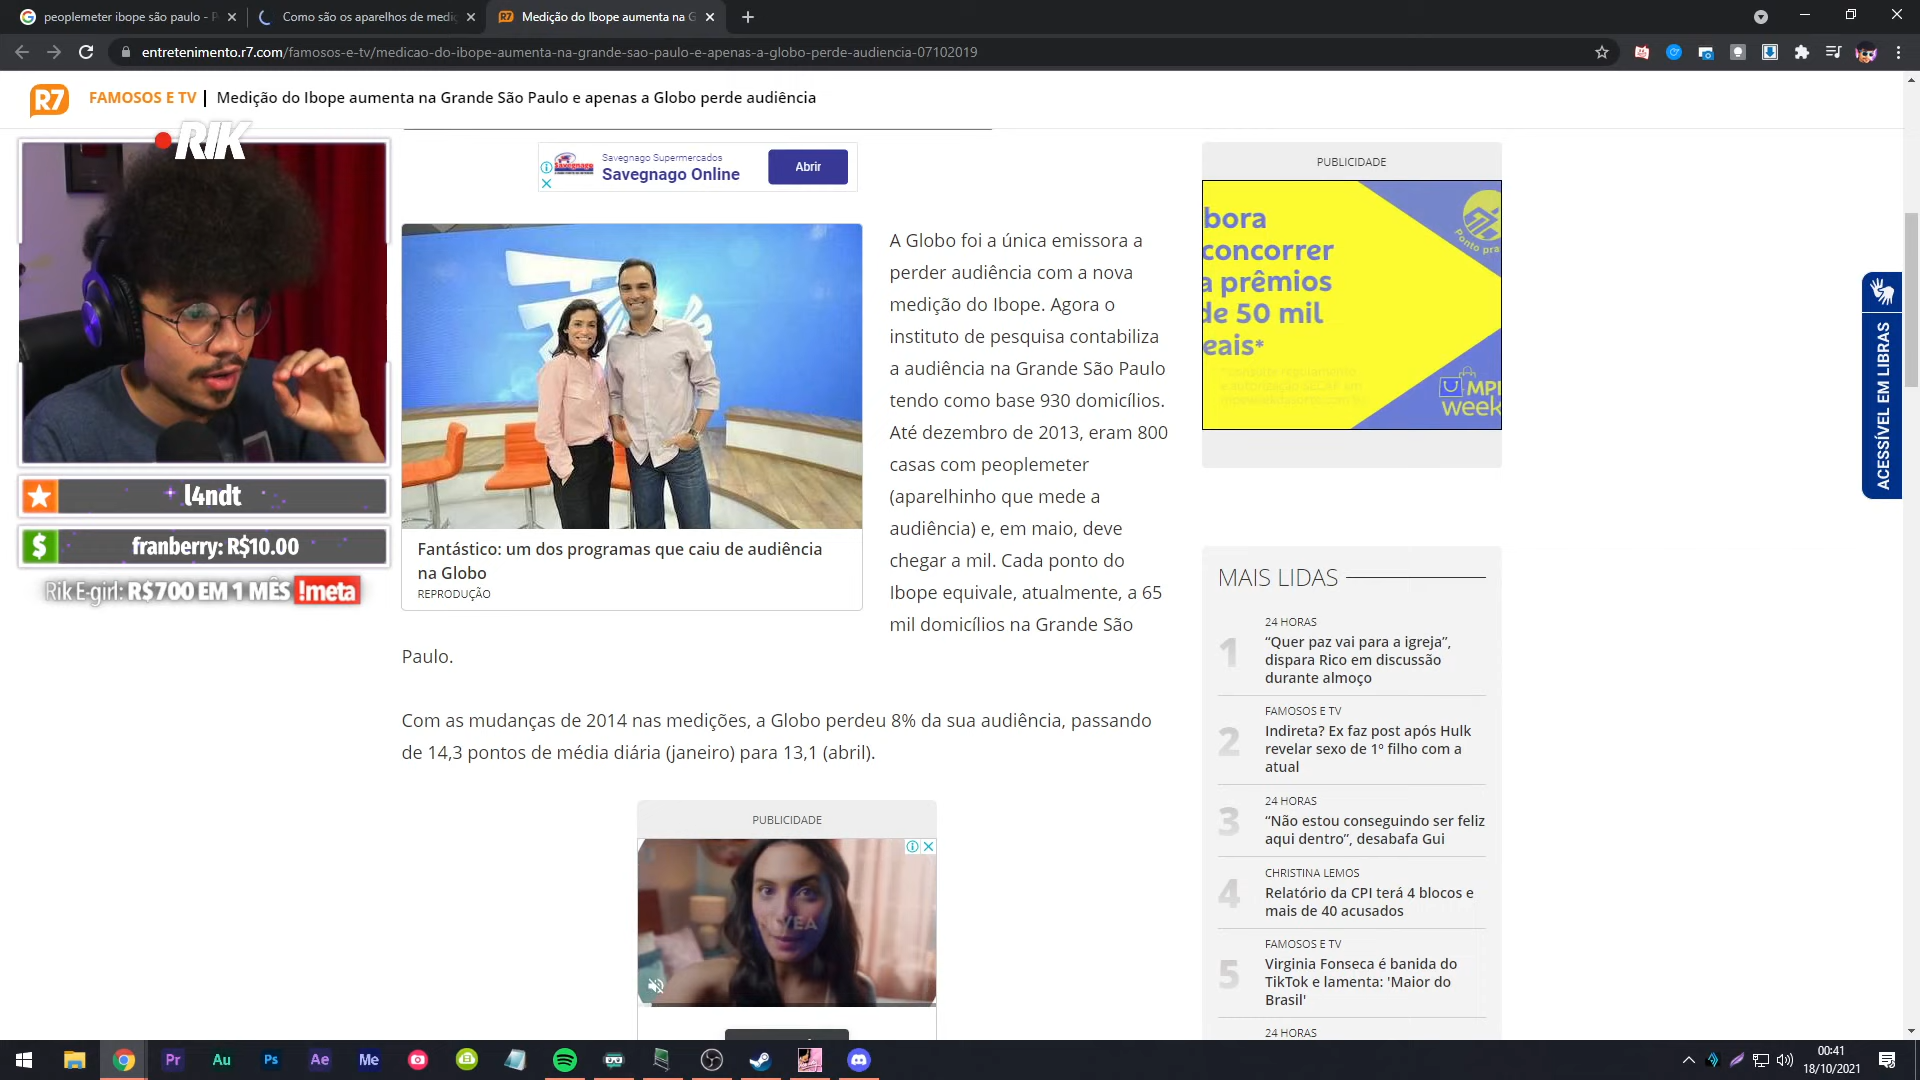 peoplemeter ibope são paulo - P
Como são os aparelhos de mediç
Medição do Ibope aumenta na G
entretenimento.r7.com/famosos-e-tv/medicao-do-ibope-aumenta-na-grande-sao-paulo-e-apenas-a-globo-perde-audiencia-07102019
R7
FAMOSOS E TV | Medição do Ibope aumenta na Grande São Paulo e apenas a Globo perde audiência
RIK
l4ndt
franberry: R$10.00
Rik E-girl: R$700 EM 1 MÊS !meta
Savegnago Supermercados
Savegnago Online
Abrir
Fantástico: um dos programas que caiu de audiência
na Globo
REPRODUÇÃO
A Globo foi a única emissora a
perder audiência com a nova
medição do Ibope. Agora o
instituto de pesquisa contabiliza
a audiência na Grande São Paulo
tendo como base 930 domicílios.
Até dezembro de 2013, eram 800
casas com peoplemeter
(aparelhinho que mede a
audiência) e, em maio, deve
chegar a mil. Cada ponto do
Ibope equivale, atualmente, a 65
mil domicílios na Grande São
Paulo.
Com as mudanças de 2014 nas medições, a Globo perdeu 8% da sua audiência, passando
de 14,3 pontos de média diária (janeiro) para 13,1 (abril).
PUBLICIDADE
NIVEA
PUBLICIDADE
bora
concorrer
a prêmios
de 50 mil
eais*
Ponto pra
MPE
week
ACESSÍVEL EM LIBRAS
MAIS LIDAS
1
24 HORAS
“Quer paz vai para a igreja”,
dispara Rico em discussão
durante almoço
2
FAMOSOS E TV
Indireta? Ex faz post após Hulk
revelar sexo de 1º filho com a
atual
3
24 HORAS
“Não estou conseguindo ser feliz
aqui dentro”, desabafa Gui
4
CHRISTINA LEMOS
Relatório da CPI terá 4 blocos e
mais de 40 acusados
5
FAMOSOS E TV
Virginia Fonseca é banida do
TikTok e lamenta: 'Maior do
Brasil'
24 HORAS
Pr
Au
Ps
Ae
Me
00:41
18/10/2021